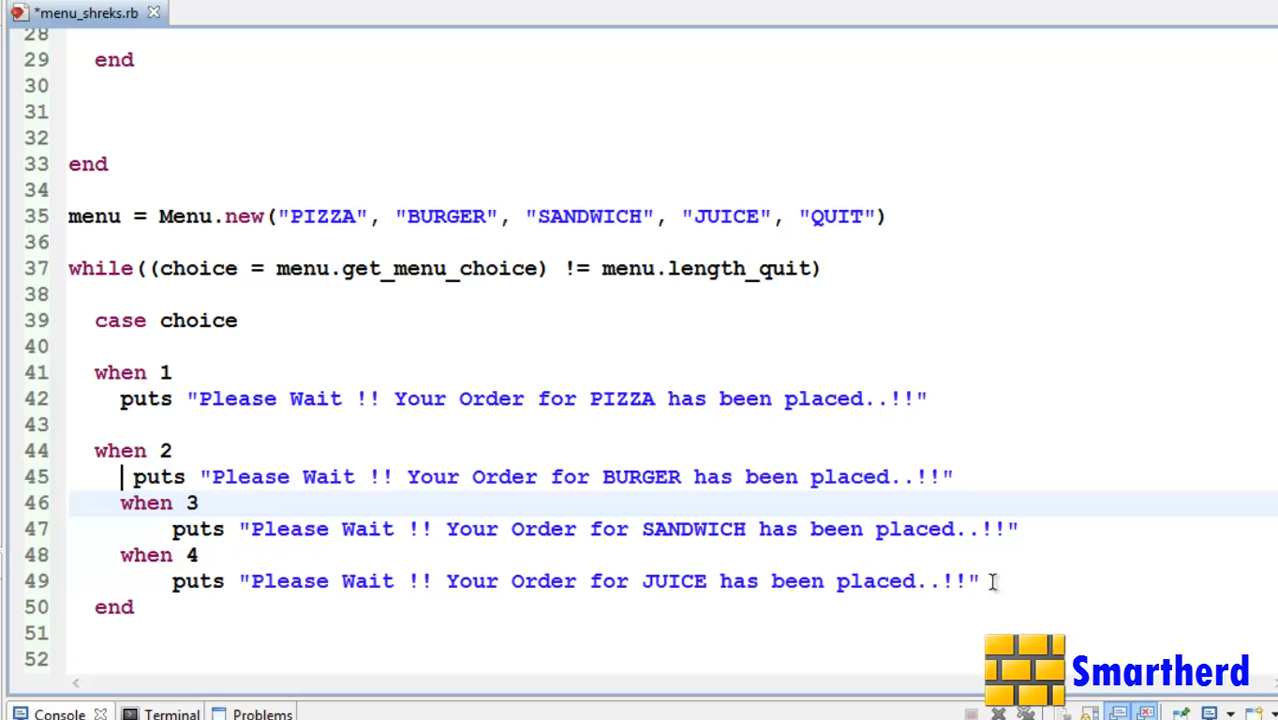 *menu_shreks.rb
28
29 end
30
31
32
33 end
34
35 menu = Menu.new("PIZZA", "BURGER", "SANDWICH", "JUICE", "QUIT")
36
37 while((choice = menu.get_menu_choice) != menu.length_quit)
38
39 case choice
40
41 when 1
42 puts "Please Wait !! Your Order for PIZZA has been placed..!!"
43
44 when 2
45 puts "Please Wait !! Your Order for BURGER has been placed..!!"
46 when 3
47 puts "Please Wait !! Your Order for SANDWICH has been placed..!!"
48 when 4
49 puts "Please Wait !! Your Order for JUICE has been placed..!!"
50 end
51
52
Smartherd
Console Terminal Problems